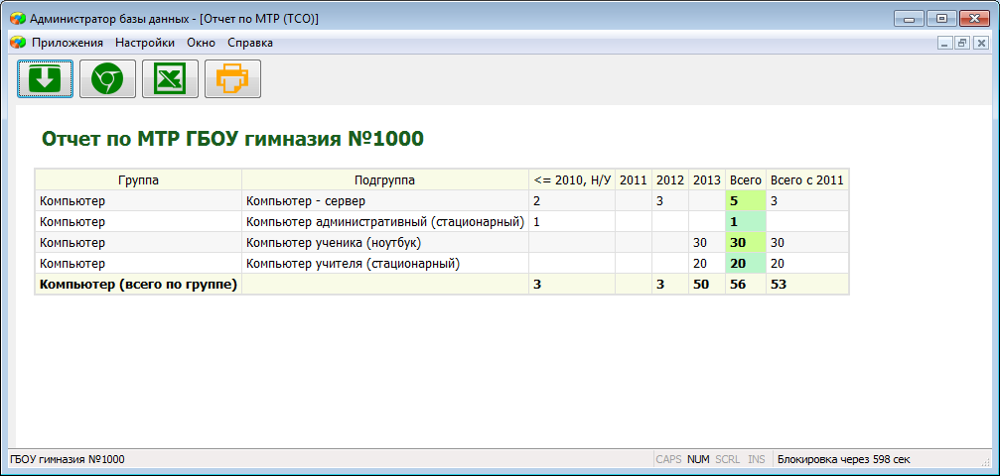 Администратор базы данных - [Отчет по МТР (ТСО)]
Приложения Настройки Окно Справка
Отчет по МТР ГБОУ гимназия №1000
Группа Подгруппа <= 2010, Н/У 2011 2012 2013 Всего Всего с 2011
Компьютер Компьютер - сервер 2 3 5 3
Компьютер Компьютер административный (стационарный) 1 1
Компьютер Компьютер ученика (ноутбук) 30 30 30
Компьютер Компьютер учителя (стационарный) 20 20 20
Компьютер (всего по группе) 3 3 50 56 53
ГБОУ гимназия №1000 CAPS NUM SCRL INS Блокировка через 598 сек